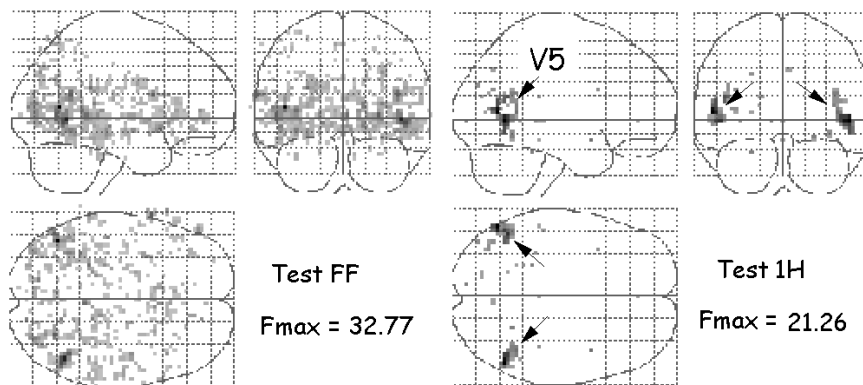 V5
Test FF
Fmax = 32.77
Test 1H
Fmax = 21.26